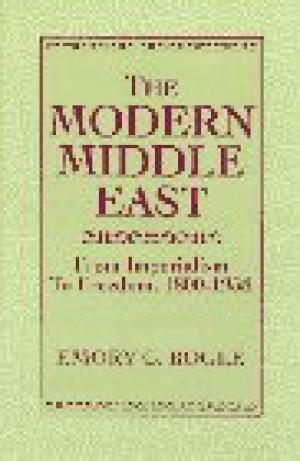 THE
MODERN
MIDDLE
EAST
From Imperialism
To Freedom, 1800-1958
EMORY C. BOGLE